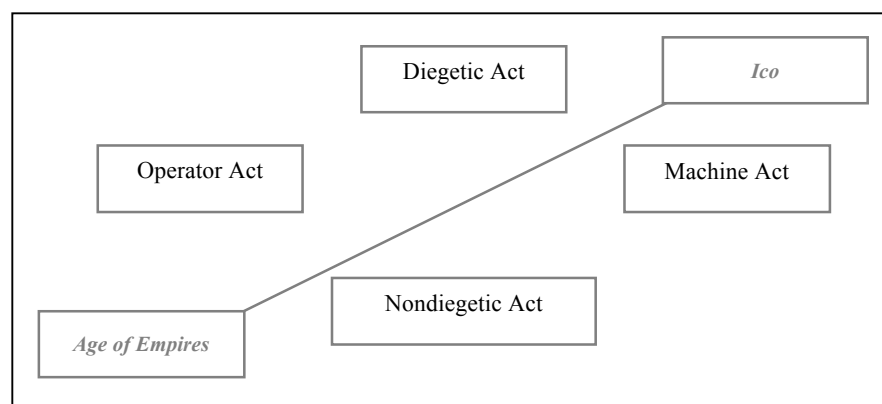 Diegetic Act
Ico
Operator Act
Machine Act
Nondiegetic Act
Age of Empires